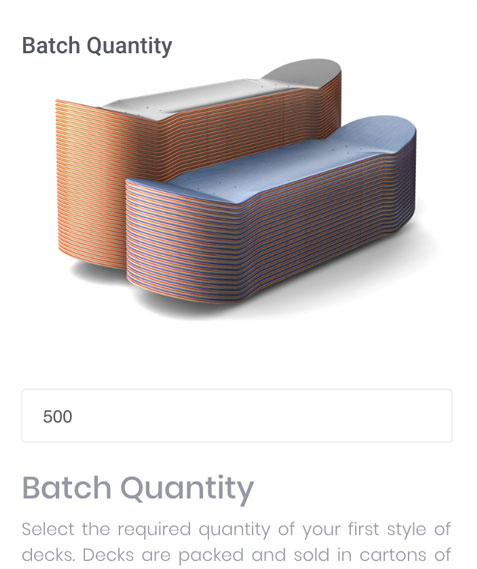 Batch Quantity
500
Batch Quantity
Select the required quantity of your first style of
decks. Decks are packed and sold in cartons of